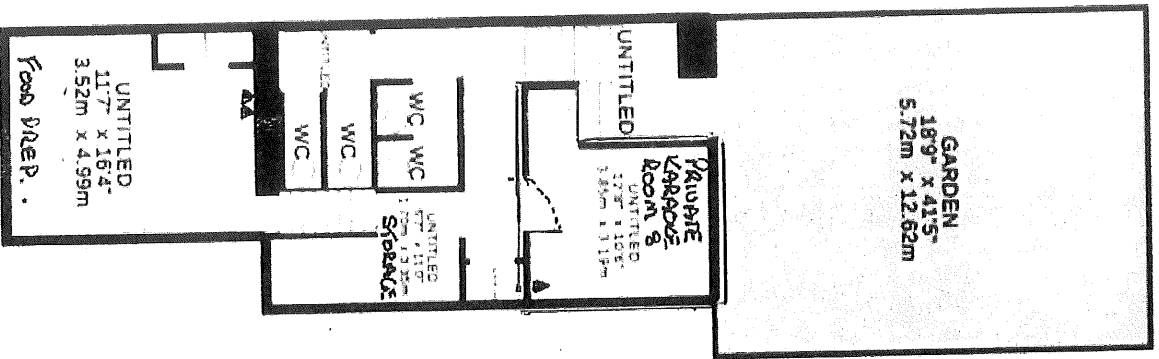 UNTITLED
11'7" x 16'4"
3.52m x 4.99m
FOOD PREP.
WC
WC
WC
WC
UNTITLED
STORAGE
UNTITLED
PRIVATE
KARAOKE
ROOM 8
UNTITLED
GARDEN
18'9" x 41'5"
5.72m x 12.62m